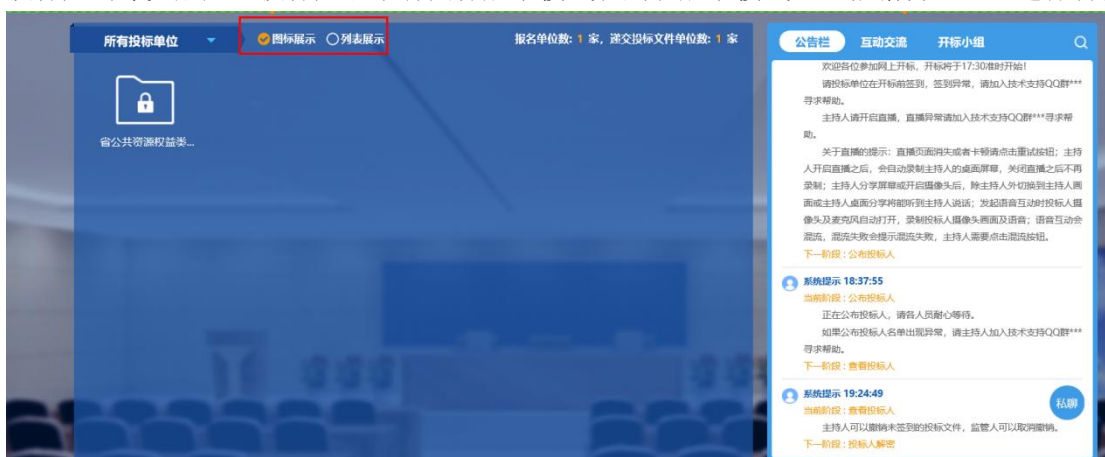 所有投标单位
图标展示 列表展示
报名单位数: 1 家, 递交投标文件单位数: 1 家
省公共资源权益类...
公告栏 互动交流 开标小组
欢迎各位参加网上开标，开标将于17:30准时开始!
请投标单位在开标前签到，签到异常，请加入技术支持QQ群***
寻求帮助。
主持人请开启直播，直播异常请加入技术支持QQ群***寻求帮
助。
关于直播的提示：直播页面消失或者卡顿请点击重试按钮；主持
人开启直播之后，会自动录制主持人的桌面屏幕，关闭直播之后不再
录制；主持人分享屏幕或开启摄像头后，除主持人外切换到主持人画
面或主持人桌面分享将能听到主持人说话；发起语音互动时投标人摄
像头及麦克风自动打开，录制投标人摄像头画面及语音；语音互动会
混流，混流失败会提示混流失败，主持人需要点击混流按钮。
下一阶段 : 公布投标人
系统提示 18:37:55
当前阶段 : 公布投标人
正在公布投标人，请各人员耐心等待。
如果公布投标人名单出现异常，请主持人加入技术支持QQ群***
寻求帮助。
下一阶段 : 查看投标人
系统提示 19:24:49
当前阶段 : 查看投标人
主持人可以撤销未签到的投标文件，监管人可以取消撤销。
下一阶段 : 投标人解密
私聊